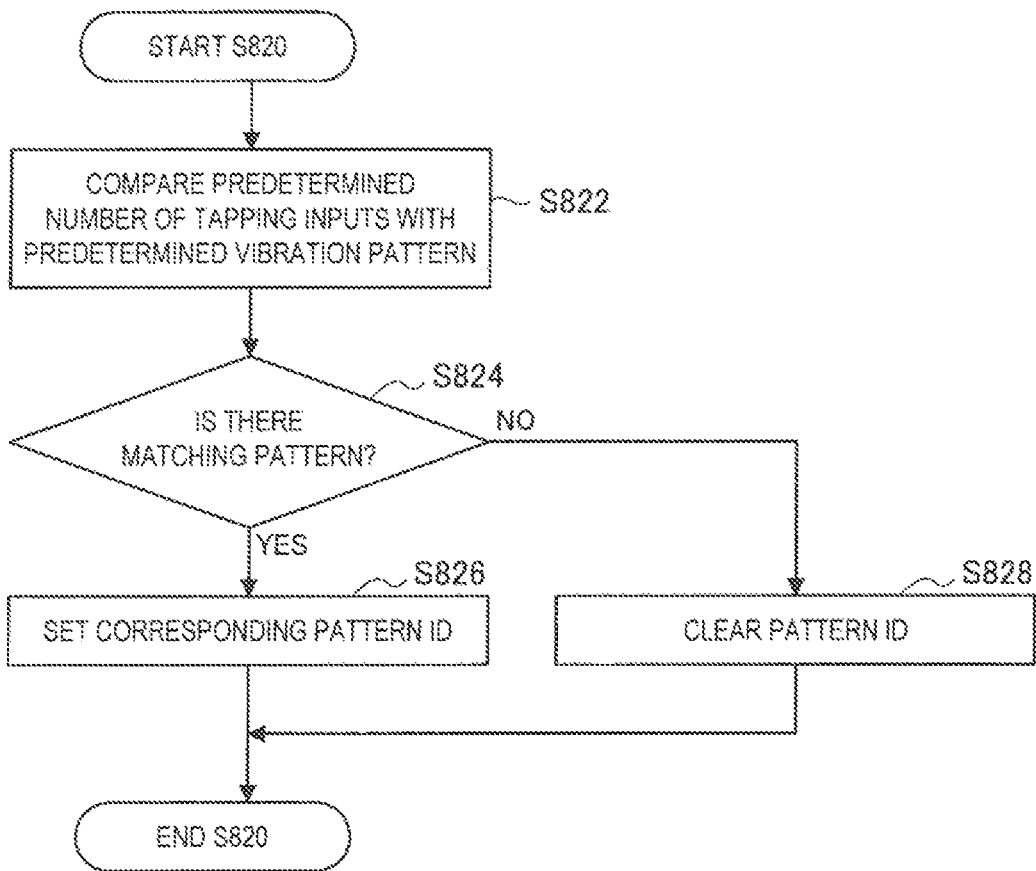 START S820
COMPARE PREDETERMINED
NUMBER OF TAPPING INPUTS WITH
PREDETERMINED VIBRATION PATTERN
S822
S824
IS THERE
MATCHING PATTERN?
NO
YES
S826
SET CORRESPONDING PATTERN ID
S828
CLEAR PATTERN ID
END S820